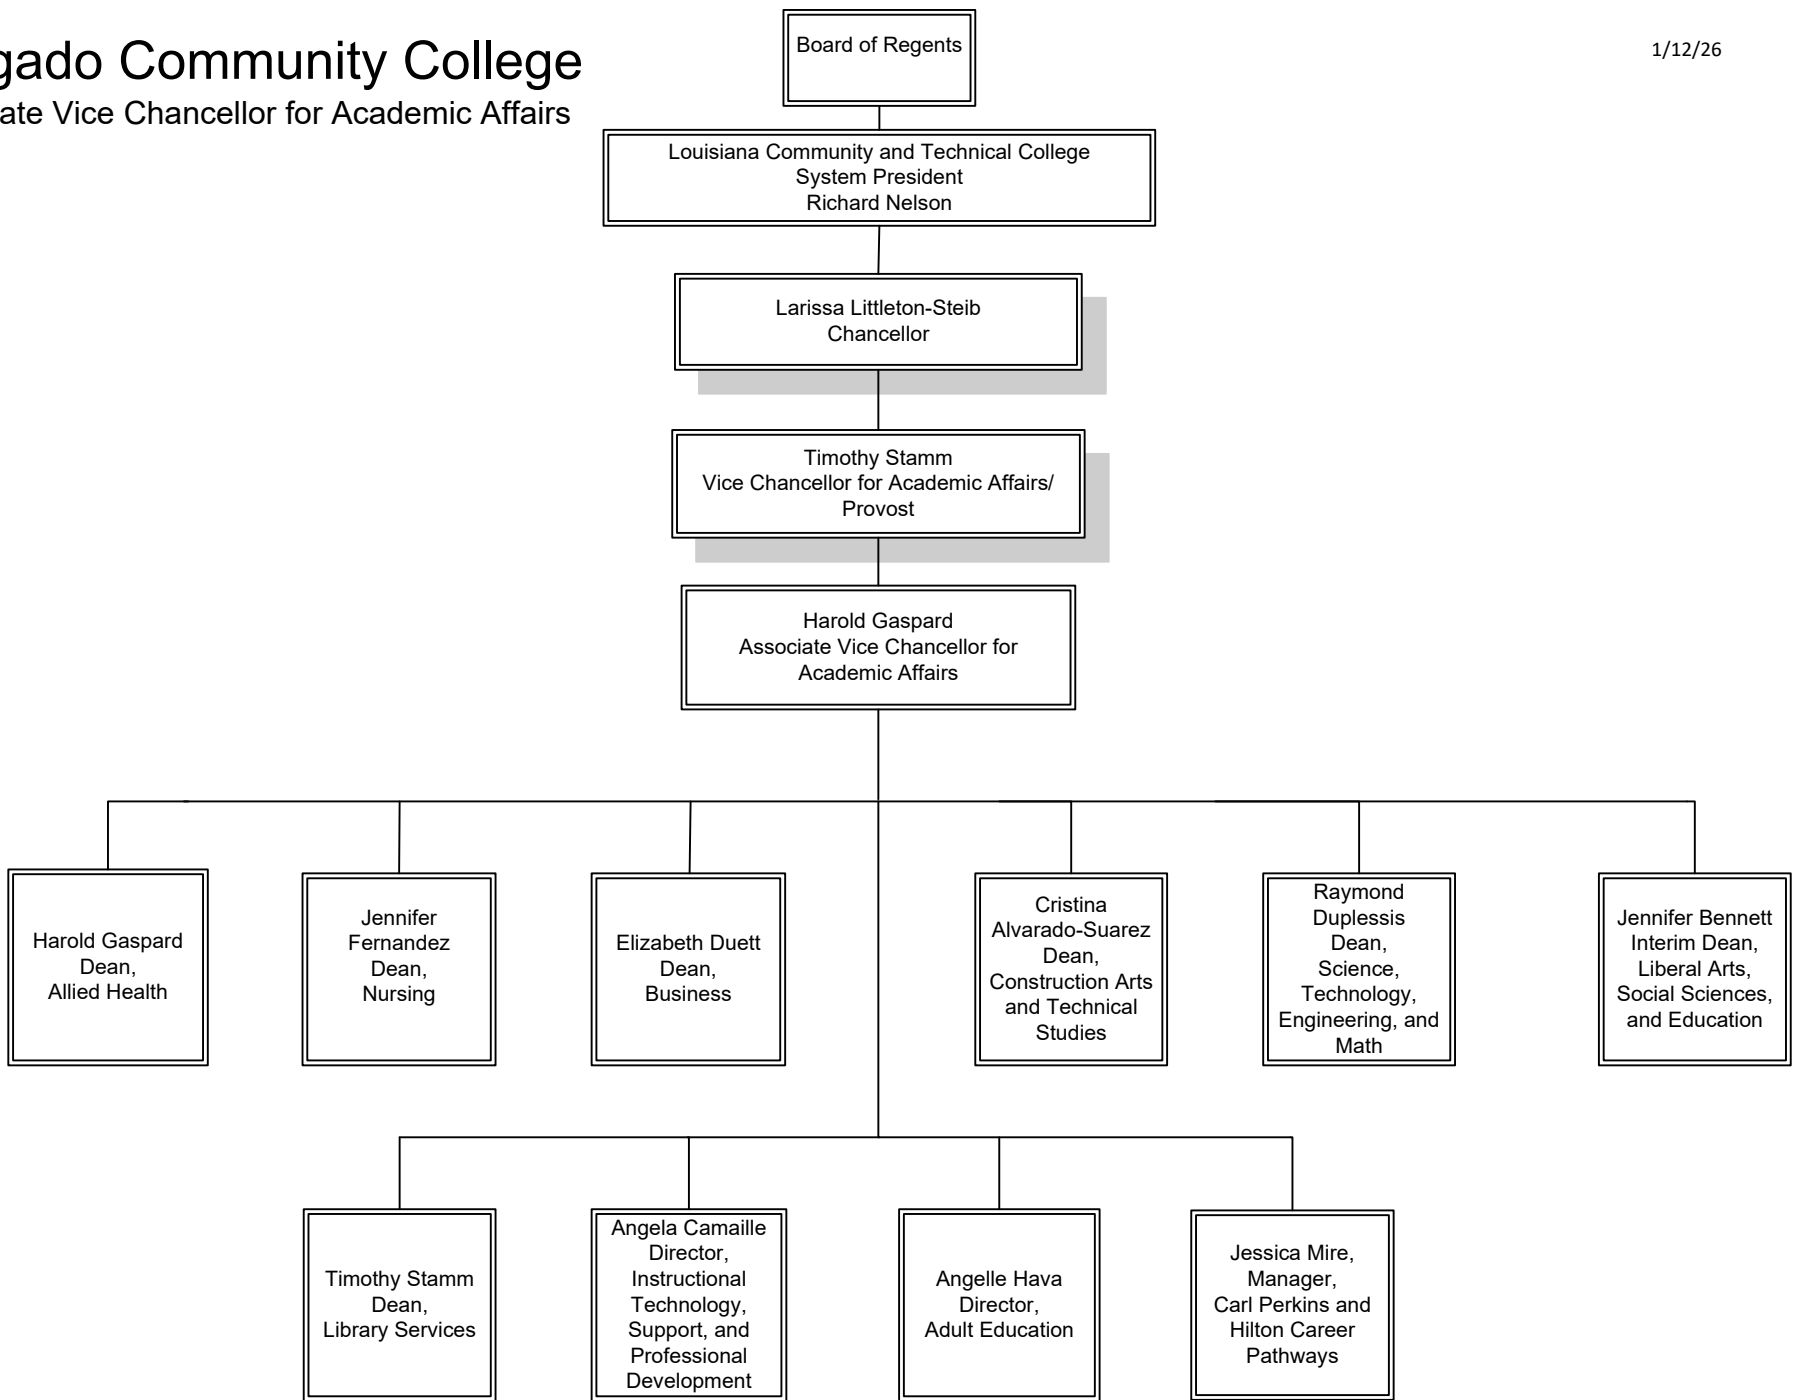 gado Community College
ate Vice Chancellor for Academic Affairs
1/12/26
Board of Regents
Louisiana Community and Technical College
System President
Richard Nelson
Larissa Littleton-Steib
Chancellor
Timothy Stamm
Vice Chancellor for Academic Affairs/
Provost
Harold Gaspard
Associate Vice Chancellor for
Academic Affairs
Harold Gaspard
Dean,
Allied Health
Jennifer
Fernandez
Dean,
Nursing
Elizabeth Duett
Dean,
Business
Cristina
Alvarado-Suarez
Dean,
Construction Arts
and Technical
Studies
Raymond
Duplessis
Dean,
Science,
Technology,
Engineering, and
Math
Jennifer Bennett
Interim Dean,
Liberal Arts,
Social Sciences,
and Education
Timothy Stamm
Dean,
Library Services
Angela Camaille
Director,
Instructional
Technology,
Support, and
Professional
Development
Angelle Hava
Director,
Adult Education
Jessica Mire,
Manager,
Carl Perkins and
Hilton Career
Pathways